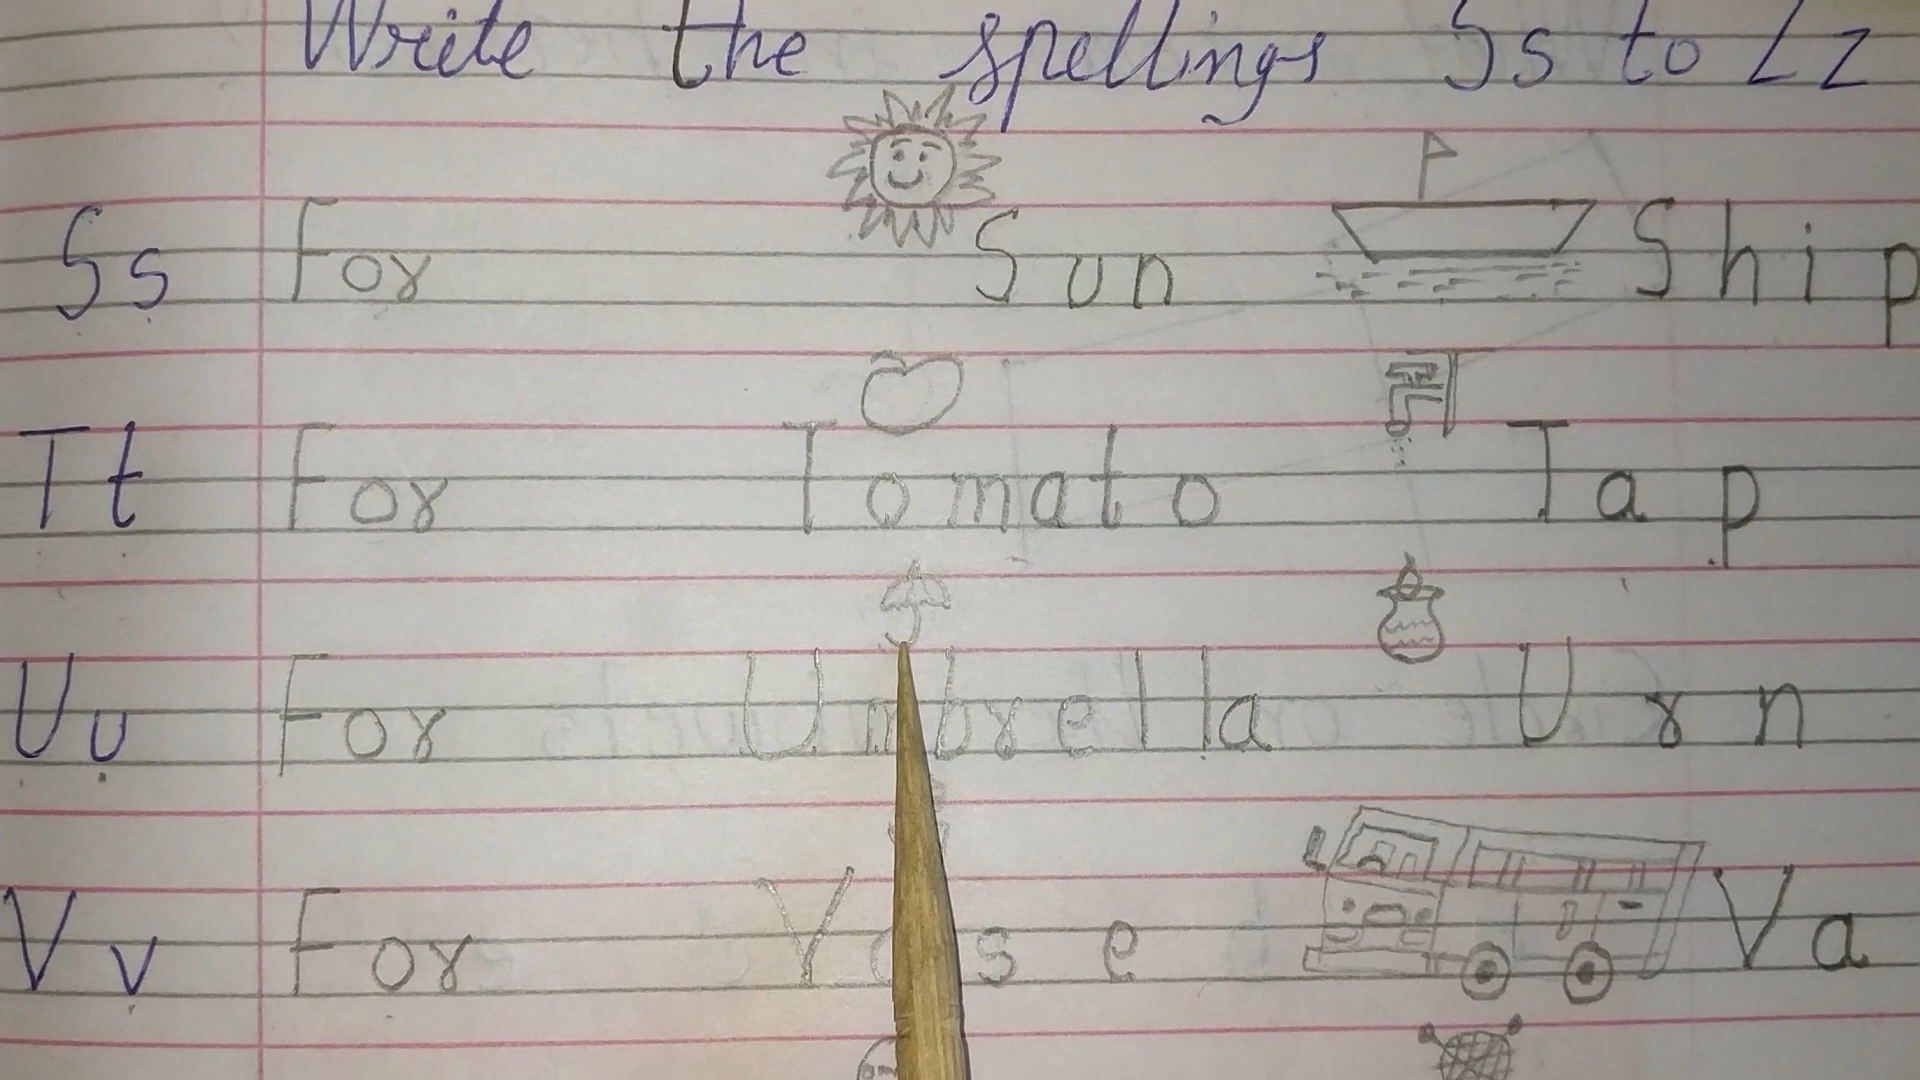 Write the spellings Ss to Zz
Ss For Sun Ship
Tt For Tomato Tap
Uu For Umbrella Urn
Vv For Vase Va